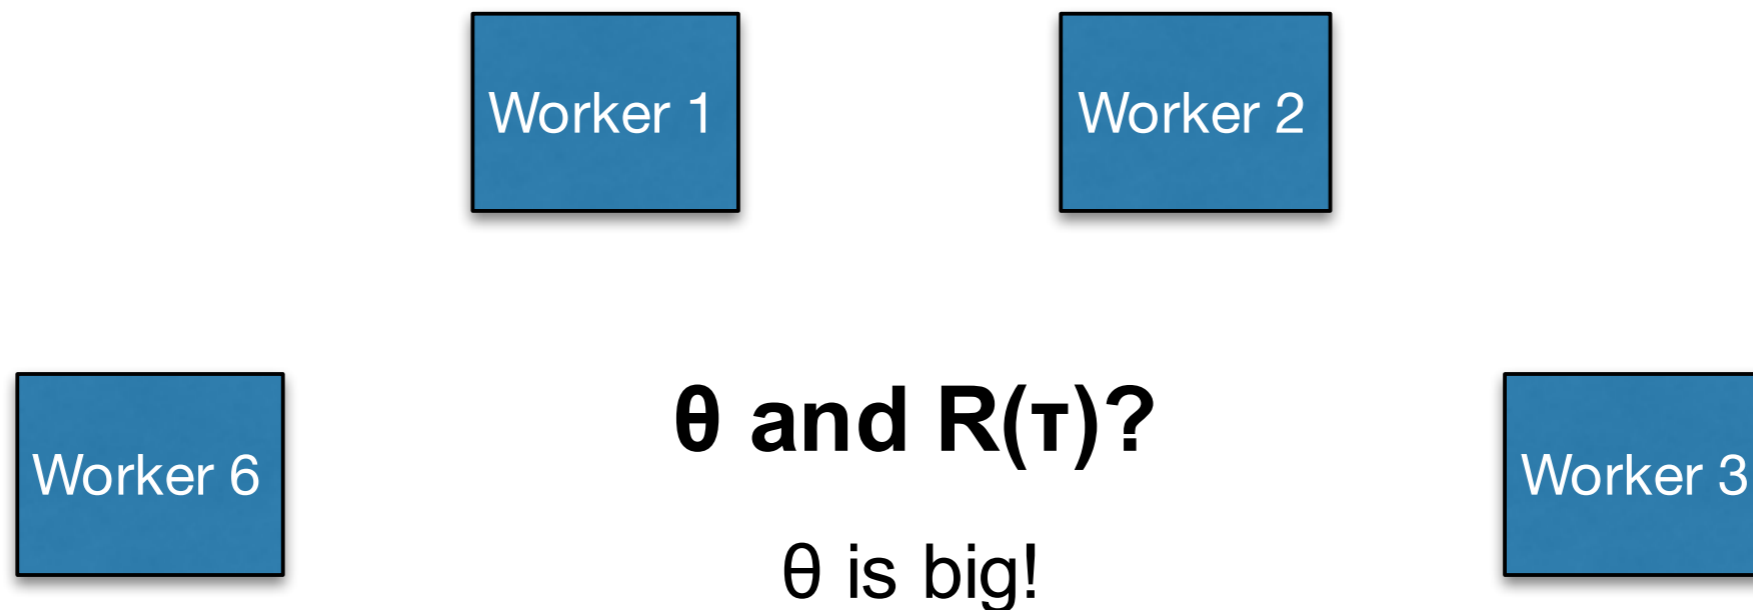 Worker 1
Worker 2
θ and R(τ)?
Worker 6
Worker 3
θ is big!